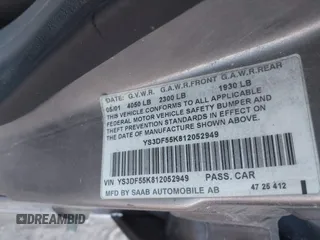 DATE: G.V.W.R. G.A.W.R.FRONT G.A.W.R.REAR
05/01 4050 LB 2300 LB 1930 LB
THIS VEHICLE CONFORMS TO ALL APPLICABLE
FEDERAL MOTOR VEHICLE SAFETY BUMPER AND
THEFT PREVENTION STANDARDS IN EFFECT ON
THE DATE OF MANUFACTURE SHOWN ABOVE.
YS3DF55K812052949
VIN: YS3DF55K812052949 PASS. CAR
MFD BY SAAB AUTOMOBILE AB 47 25 412
DREAMBID